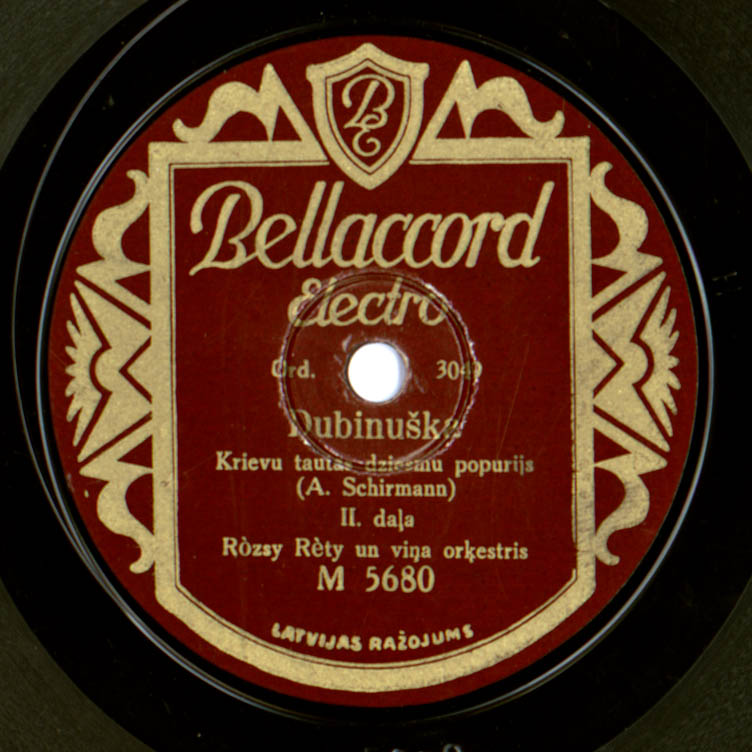 BE
Bellaccord
Electro
Ord. 3049
Dubinuška
Krievu tautas dziesmu popurijs
(A. Schirmann)
II. daļa
Ròzsy Rèty un viņa orķestris
M 5680
LATVIJAS RAŽOJUMS